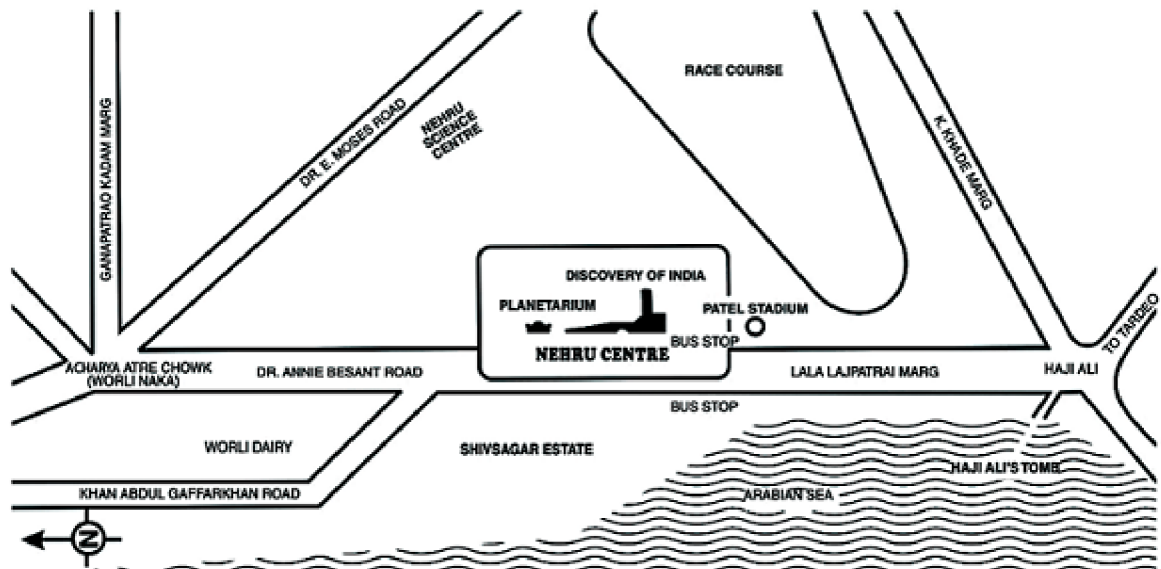 RACE COURSE
GANAPATRAO KADAM MARG
DR. E. MOSES ROAD
NEHRU
SCIENCE
CENTRE
K. KHADE MARG
DISCOVERY OF INDIA
PLANETARIUM
PATEL STADIUM
BUS STOP
NEHRU CENTRE
TO TARDEO
ACHARYA ATRE CHOWK
(WORLI NAKA)
DR. ANNIE BESANT ROAD
LALA LAJPATRAI MARG
HAJI ALI
BUS STOP
WORLI DAIRY
SHIVSAGAR ESTATE
HAJI ALI'S TOMB
KHAN ABDUL GAFFARKHAN ROAD
ARABIAN SEA
N